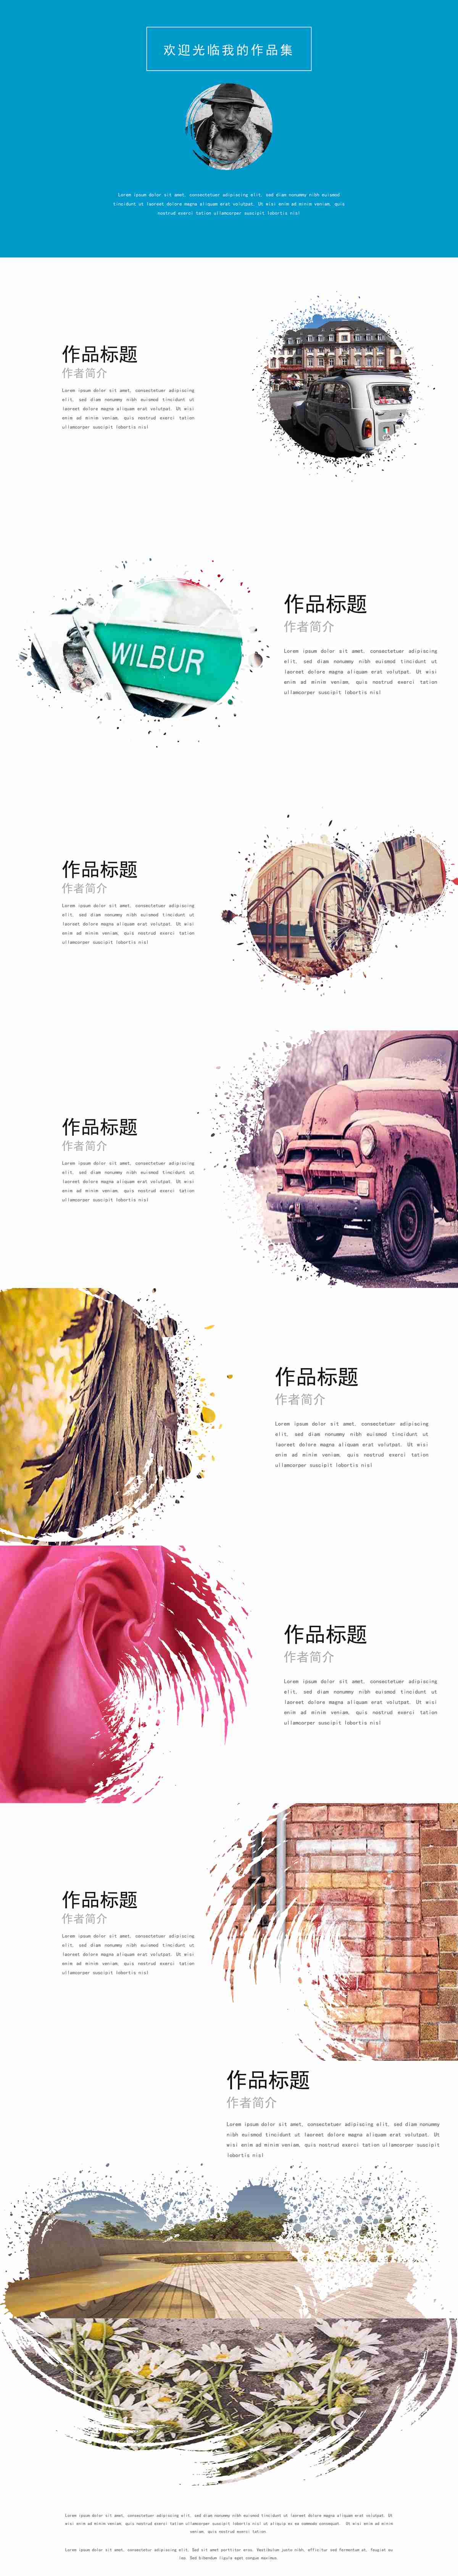 欢迎光临我的作品集
Lorem ipsum dolor sit amet, consectetuer adipiscing elit, sed diam nonummy nibh euismod
tincidunt ut laoreet dolore magna aliquam erat volutpat. Ut wisi enim ad minim veniam, quis
nostrud exerci tation ullamcorper suscipit lobortis nisl
作品标题
作者简介
Lorem ipsum dolor sit amet, consectetuer adipiscing
elit, sed diam nonummy nibh euismod tincidunt ut
laoreet dolore magna aliquam erat volutpat. Ut wisi
enim ad minim veniam, quis nostrud exerci tation
ullamcorper suscipit lobortis nisl
WILBUR
作品标题
作者简介
Lorem ipsum dolor sit amet, consectetuer adipiscing
elit, sed diam nonummy nibh euismod tincidunt ut
laoreet dolore magna aliquam erat volutpat. Ut wisi
enim ad minim veniam, quis nostrud exerci tation
ullamcorper suscipit lobortis nisl
作品标题
作者简介
Lorem ipsum dolor sit amet, consectetuer adipiscing
elit, sed diam nonummy nibh euismod tincidunt ut
laoreet dolore magna aliquam erat volutpat. Ut wisi
enim ad minim veniam, quis nostrud exerci tation
ullamcorper suscipit lobortis nisl
作品标题
作者简介
Lorem ipsum dolor sit amet, consectetuer adipiscing
elit, sed diam nonummy nibh euismod tincidunt ut
laoreet dolore magna aliquam erat volutpat. Ut wisi
enim ad minim veniam, quis nostrud exerci tation
ullamcorper suscipit lobortis nisl
作品标题
作者简介
Lorem ipsum dolor sit amet, consectetuer adipiscing
elit, sed diam nonummy nibh euismod tincidunt ut
laoreet dolore magna aliquam erat volutpat. Ut wisi
enim ad minim veniam, quis nostrud exerci tation
ullamcorper suscipit lobortis nisl
作品标题
作者简介
Lorem ipsum dolor sit amet, consectetuer adipiscing
elit, sed diam nonummy nibh euismod tincidunt ut
laoreet dolore magna aliquam erat volutpat. Ut wisi
enim ad minim veniam, quis nostrud exerci tation
ullamcorper suscipit lobortis nisl
作品标题
作者简介
Lorem ipsum dolor sit amet, consectetuer adipiscing
elit, sed diam nonummy nibh euismod tincidunt ut
laoreet dolore magna aliquam erat volutpat. Ut wisi
enim ad minim veniam, quis nostrud exerci tation
ullamcorper suscipit lobortis nisl
作品标题
作者简介
Lorem ipsum dolor sit amet, consectetuer adipiscing elit, sed diam nonummy
nibh euismod tincidunt ut laoreet dolore magna aliquam erat volutpat. Ut
wisi enim ad minim veniam, quis nostrud exerci tation ullamcorper suscipit
lobortis nisl
Lorem ipsum dolor sit amet, consectetuer adipiscing elit, sed diam nonummy nibh euismod tincidunt ut laoreet dolore magna aliquam erat volutpat. Ut
wisi enim ad minim veniam, quis nostrud exerci tation ullamcorper suscipit lobortis nisl ut aliquip ex ea commodo consequat. Ut wisi enim ad minim
veniam, quis nostrud exerci tation.
Lorem ipsum dolor sit amet, consectetur adipiscing elit. Sed sit amet porttitor eros. Vestibulum justo nibh, efficitur sed fermentum at, feugiat eu
leo. Sed bibendum ligula eget congue maximus.